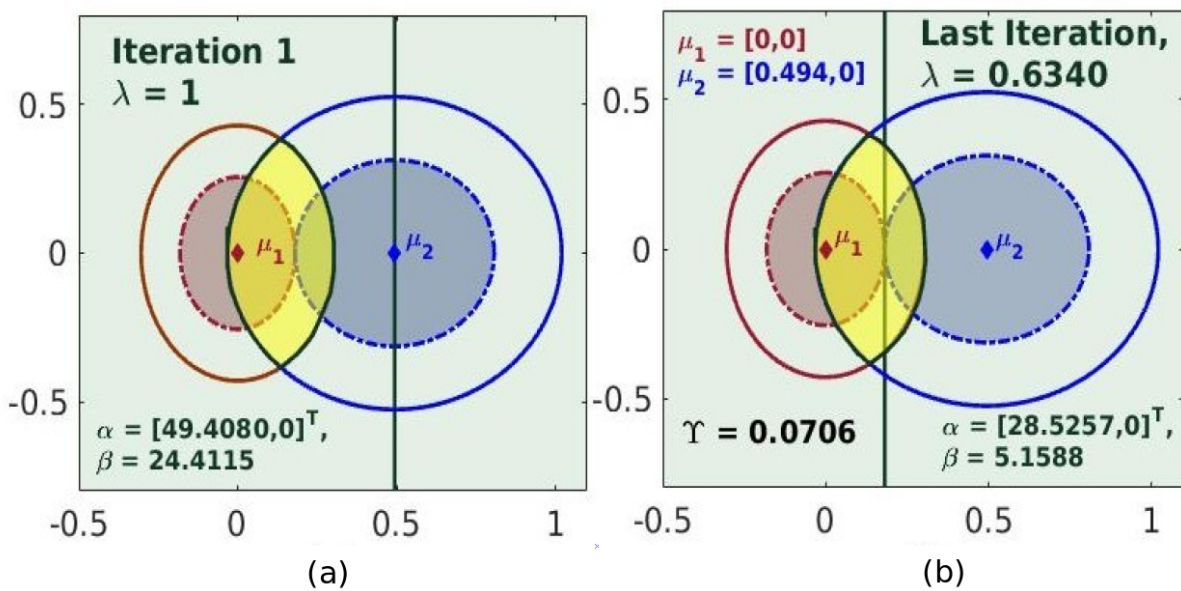 Iteration 1
λ = 1
0.5
0
-0.5
μ1
μ2
α = [49.4080,0]^T,
β = 24.4115
-0.5
0
0.5
1
(a)
μ1 = [0,0]
μ2 = [0.494,0]
Last Iteration,
λ = 0.6340
0.5
0
-0.5
μ1
μ2
ϒ = 0.0706
α = [28.5257,0]^T,
β = 5.1588
-0.5
0
0.5
1
(b)